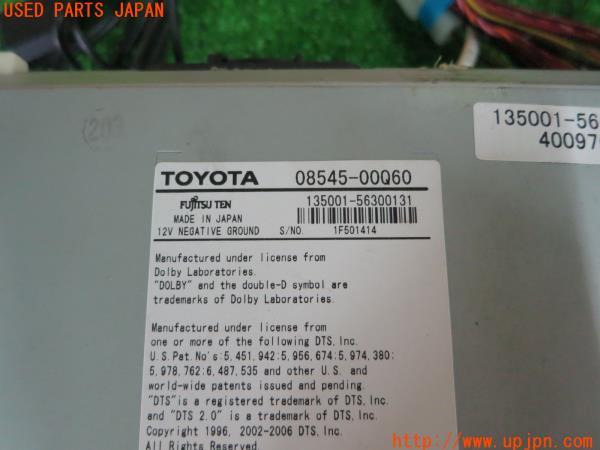 USED PARTS JAPAN
135001-56
40097
TOYOTA 08545-00Q60
FUJITSU TEN 135001-56300131
MADE IN JAPAN
12V NEGATIVE GROUND S/NO. 1F501414
Manufactured under license from
Dolby Laboratories.
"DOLBY" and the double-D symbol are
trademarks of Dolby Laboratories.
Manufactured under license from
one or more of the following DTS, Inc.
U.S. Pat. No's: 5,451,942; 5,956,674; 5,974,380;
5,978,762; 6,487,535 and other U.S. and
world-wide patents issued and pending.
"DTS" is a registered trademark of DTS, Inc.
and "DTS 2.0" is a trademark of DTS, Inc.
Copyright 1996, 2002-2006 DTS, Inc.
All Rights Reserved.
http://www.upjpn.com/